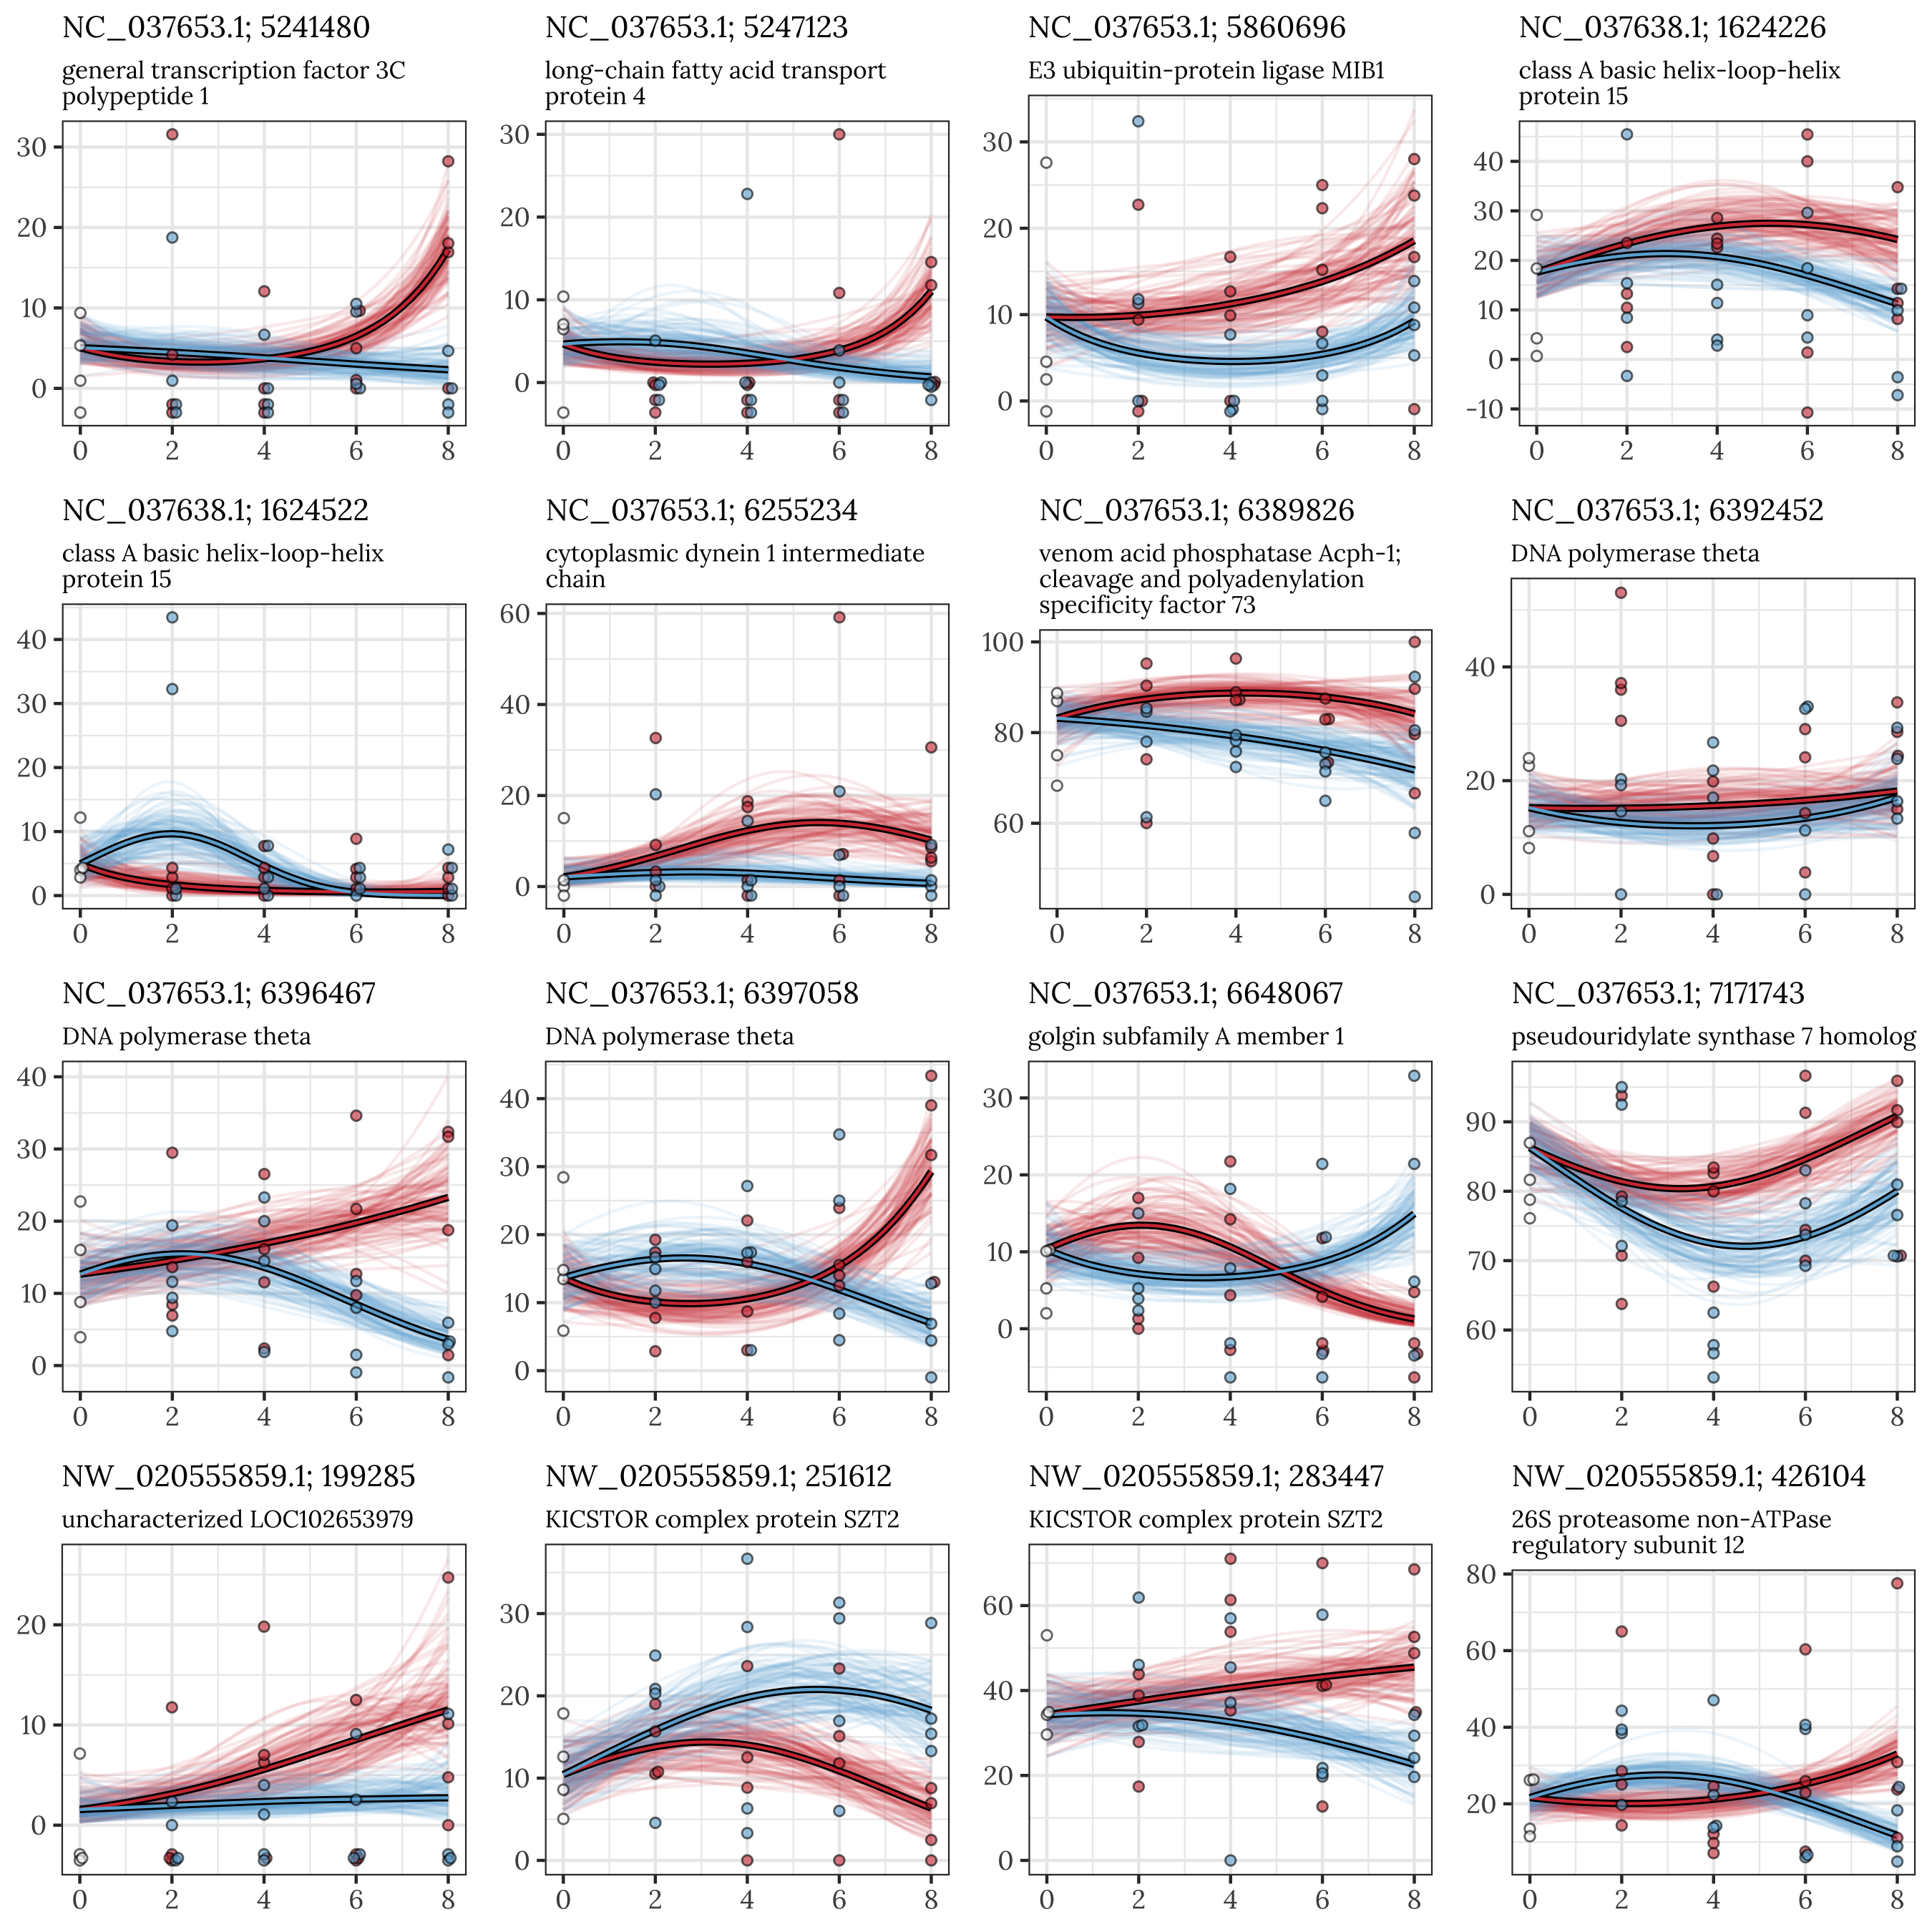 NC_037653.1; 5241480
general transcription factor 3C
polypeptide 1
30
20
10
0
0 2 4 6 8
NC_037653.1; 5247123
long-chain fatty acid transport
protein 4
30
20
10
0
0 2 4 6 8
NC_037653.1; 5860696
E3 ubiquitin-protein ligase MIB1
30
20
10
0
0 2 4 6 8
NC_037638.1; 1624226
class A basic helix-loop-helix
protein 15
40
30
20
10
0
-10
0 2 4 6 8
NC_037638.1; 1624522
class A basic helix-loop-helix
protein 15
40
30
20
10
0
0 2 4 6 8
NC_037653.1; 6255234
cytoplasmic dynein 1 intermediate
chain
60
40
20
0
0 2 4 6 8
NC_037653.1; 6389826
venom acid phosphatase Acph-1;
cleavage and polyadenylation
specificity factor 73
100
80
60
0 2 4 6 8
NC_037653.1; 6392452
DNA polymerase theta
40
20
0
0 2 4 6 8
NC_037653.1; 6396467
DNA polymerase theta
40
30
20
10
0
0 2 4 6 8
NC_037653.1; 6397058
DNA polymerase theta
40
30
20
10
0
0 2 4 6 8
NC_037653.1; 6648067
golgin subfamily A member 1
30
20
10
0
0 2 4 6 8
NC_037653.1; 7171743
pseudouridylate synthase 7 homolog
90
80
70
60
0 2 4 6 8
NW_020555859.1; 199285
uncharacterized LOC102653979
20
10
0
0 2 4 6 8
NW_020555859.1; 251612
KICSTOR complex protein SZT2
30
20
10
0
0 2 4 6 8
NW_020555859.1; 283447
KICSTOR complex protein SZT2
60
40
20
0
0 2 4 6 8
NW_020555859.1; 426104
26S proteasome non-ATPase
regulatory subunit 12
80
60
40
20
0 2 4 6 8